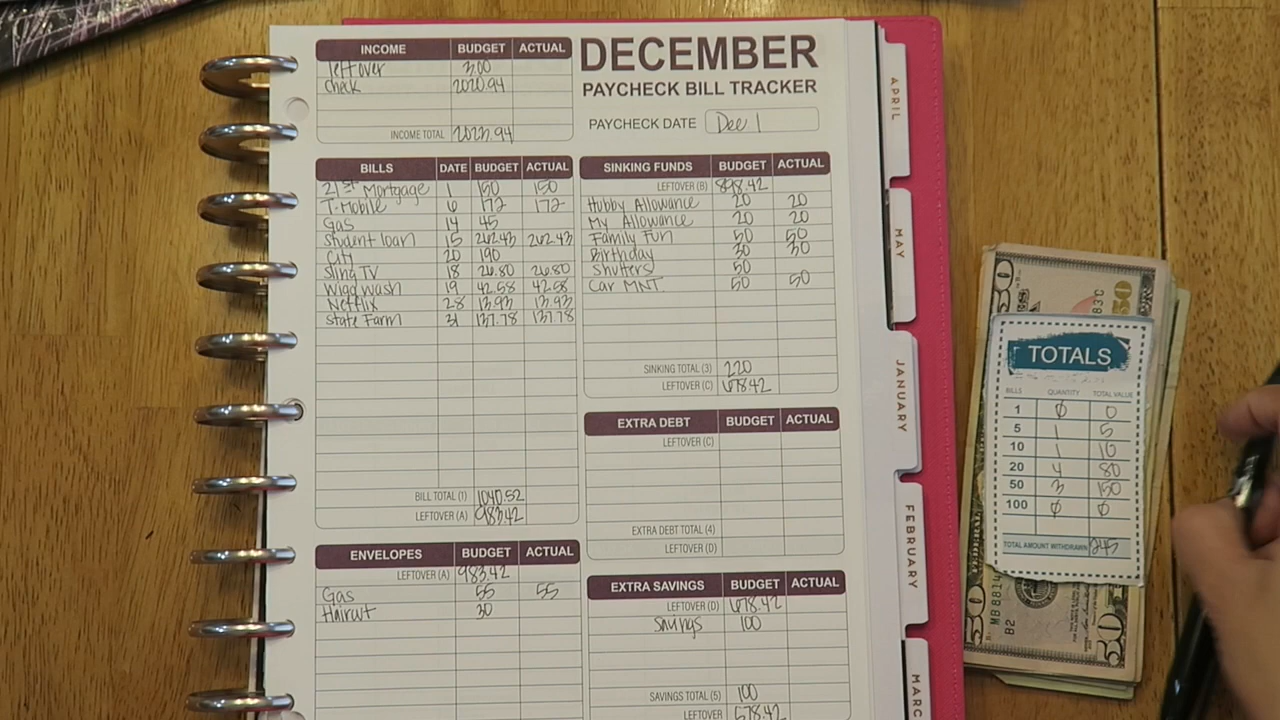 INCOME BUDGET ACTUAL
leftover 3.00
Check 2020.94
INCOME TOTAL 2023.94
DECEMBER
PAYCHECK BILL TRACKER
PAYCHECK DATE Dec 1
BILLS DATE BUDGET ACTUAL
21st Mortgage 1 150 150
T-Mobile 6 172 172
Gas 14 45
Student loan 15 262.43 262.43
City 20 190
Sling TV 18 26.80 26.80
Wigg wash 19 42.58 42.58
Netflix 28 13.93 13.93
State Farm 31 137.78 137.78
BILL TOTAL (1) 1040.52
LEFTOVER (A) 983.42
ENVELOPES BUDGET ACTUAL
LEFTOVER (A) 983.42
Gas 55 55
Haircut 30
SINKING FUNDS BUDGET ACTUAL
LEFTOVER (B) 898.42
Hubby Allowance 20 20
My Allowance 20 20
Family Fun 50 50
Birthday 30 30
Shutters 50
Car MNT. 50 50
SINKING TOTAL (3) 220
LEFTOVER (C) 678.42
EXTRA DEBT BUDGET ACTUAL
LEFTOVER (C)
EXTRA DEBT TOTAL (4)
LEFTOVER (D)
EXTRA SAVINGS BUDGET ACTUAL
LEFTOVER (D) 678.42
Savings 100
SAVINGS TOTAL (5) 100
LEFTOVER 578.42
APRIL
MAY
JANUARY
FEBRUARY
MARC
50
TOTALS
BILLS QUANTITY TOTAL VALUE
1 0 0
5 1 5
10 1 10
20 4 80
50 3 150
100 0 0
TOTAL AMOUNT WITHDRAWN 245
B2
50